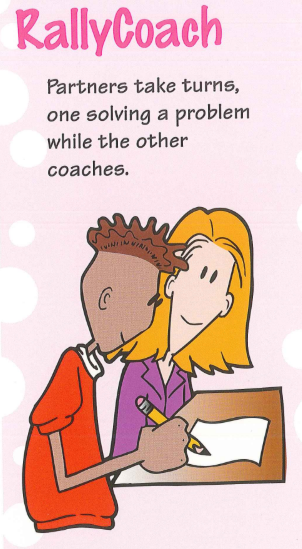 RallyCoach
Partners take turns,
one solving a problem
while the other
coaches.